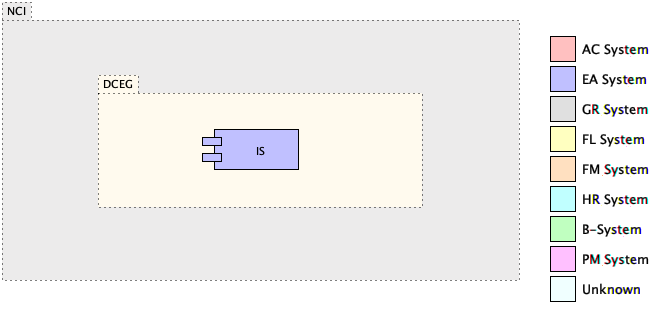 NCI
DCEG
IS
AC System
EA System
GR System
FL System
FM System
HR System
B-System
PM System
Unknown